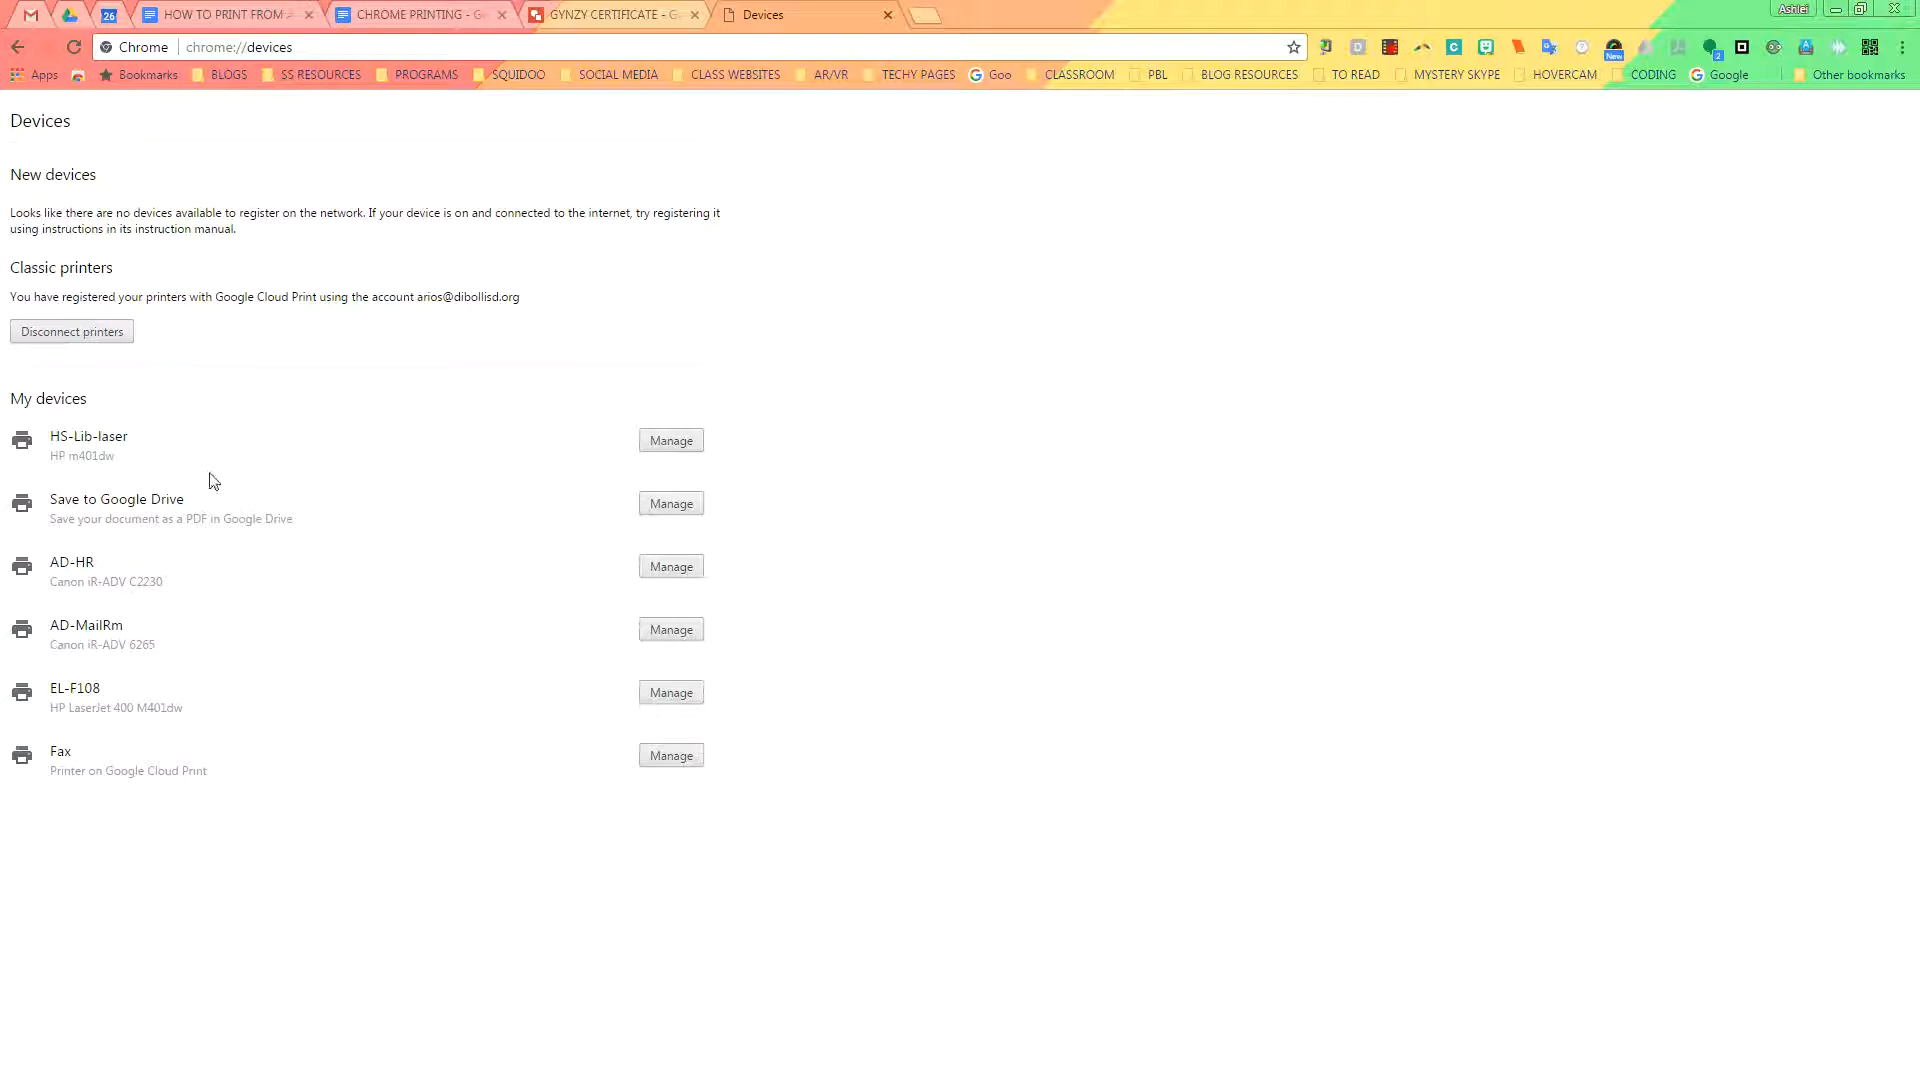 26
HOW TO PRINT FROM
CHROME PRINTING - G
GYNZY CERTIFICATE - G
Devices
Ashlei
Chrome
chrome://devices
New
2
Apps
Bookmarks
BLOGS
SS RESOURCES
PROGRAMS
SQUIDOO
SOCIAL MEDIA
CLASS WEBSITES
AR/VR
TECHY PAGES
Goo
CLASSROOM
PBL
BLOG RESOURCES
TO READ
MYSTERY SKYPE
HOVERCAM
CODING
Google
Other bookmarks
Devices
New devices
Looks like there are no devices available to register on the network. If your device is on and connected to the internet, try registering it
using instructions in its instruction manual.
Classic printers
You have registered your printers with Google Cloud Print using the account arios@dibollisd.org
Disconnect printers
My devices
HS-Lib-laser
HP m401dw
Manage
Save to Google Drive
Save your document as a PDF in Google Drive
Manage
AD-HR
Canon iR-ADV C2230
Manage
AD-MailRm
Canon iR-ADV 6265
Manage
EL-F108
HP LaserJet 400 M401dw
Manage
Fax
Printer on Google Cloud Print
Manage